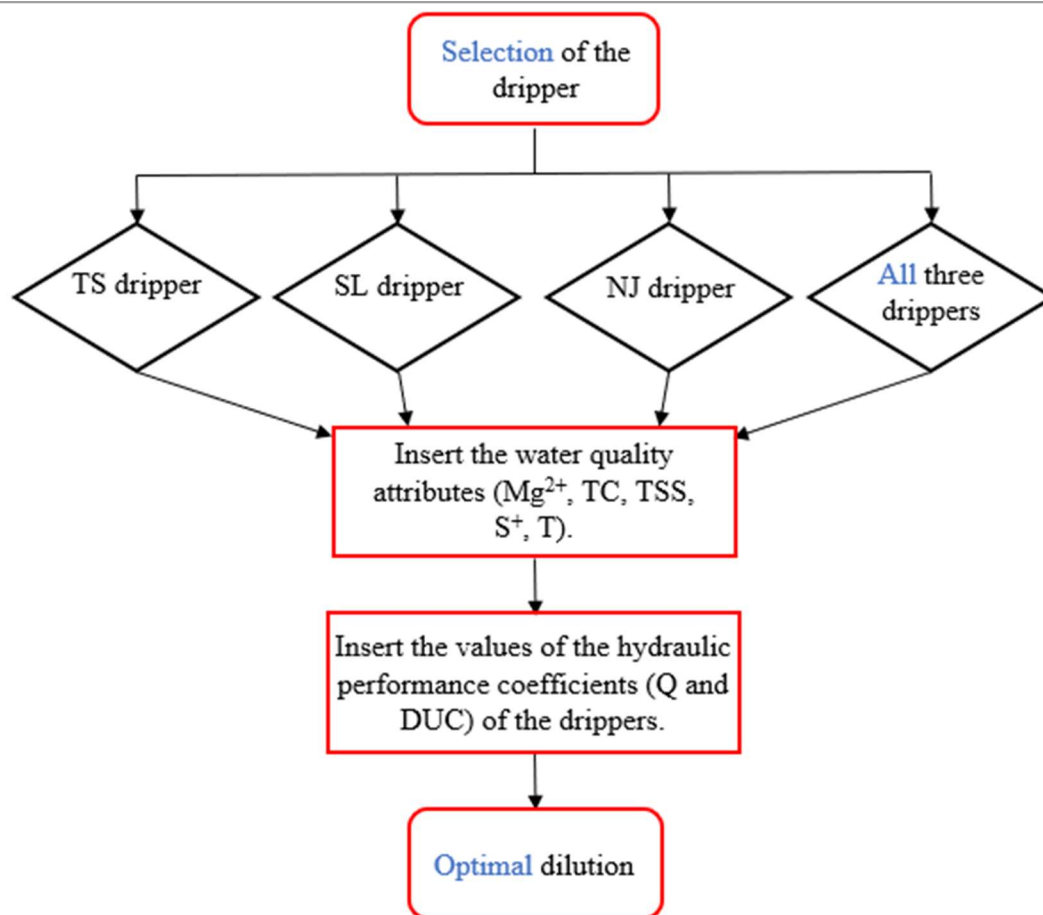 Selection of the
dripper
TS dripper
SL dripper
NJ dripper
All three
drippers
Insert the water quality
attributes (Mg²⁺, TC, TSS,
S⁺, T).
Insert the values of the hydraulic
performance coefficients (Q and
DUC) of the drippers.
Optimal dilution